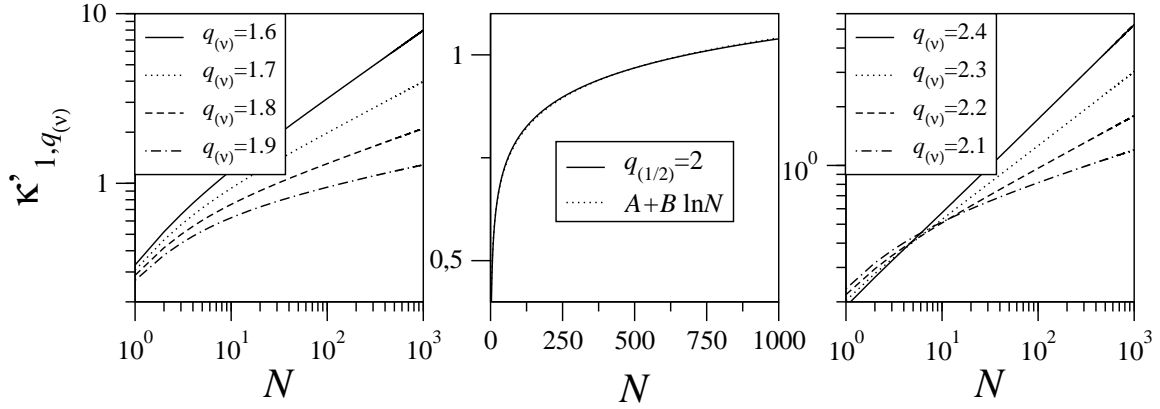 κ'1,q(ν)
10
1
q(ν)=1.6
q(ν)=1.7
q(ν)=1.8
q(ν)=1.9
10^0 10^1 10^2 10^3
N
1
0,5
q(1/2)=2
A+B lnN
0 250 500 750 1000
N
10^0
q(ν)=2.4
q(ν)=2.3
q(ν)=2.2
q(ν)=2.1
10^0 10^1 10^2 10^3
N